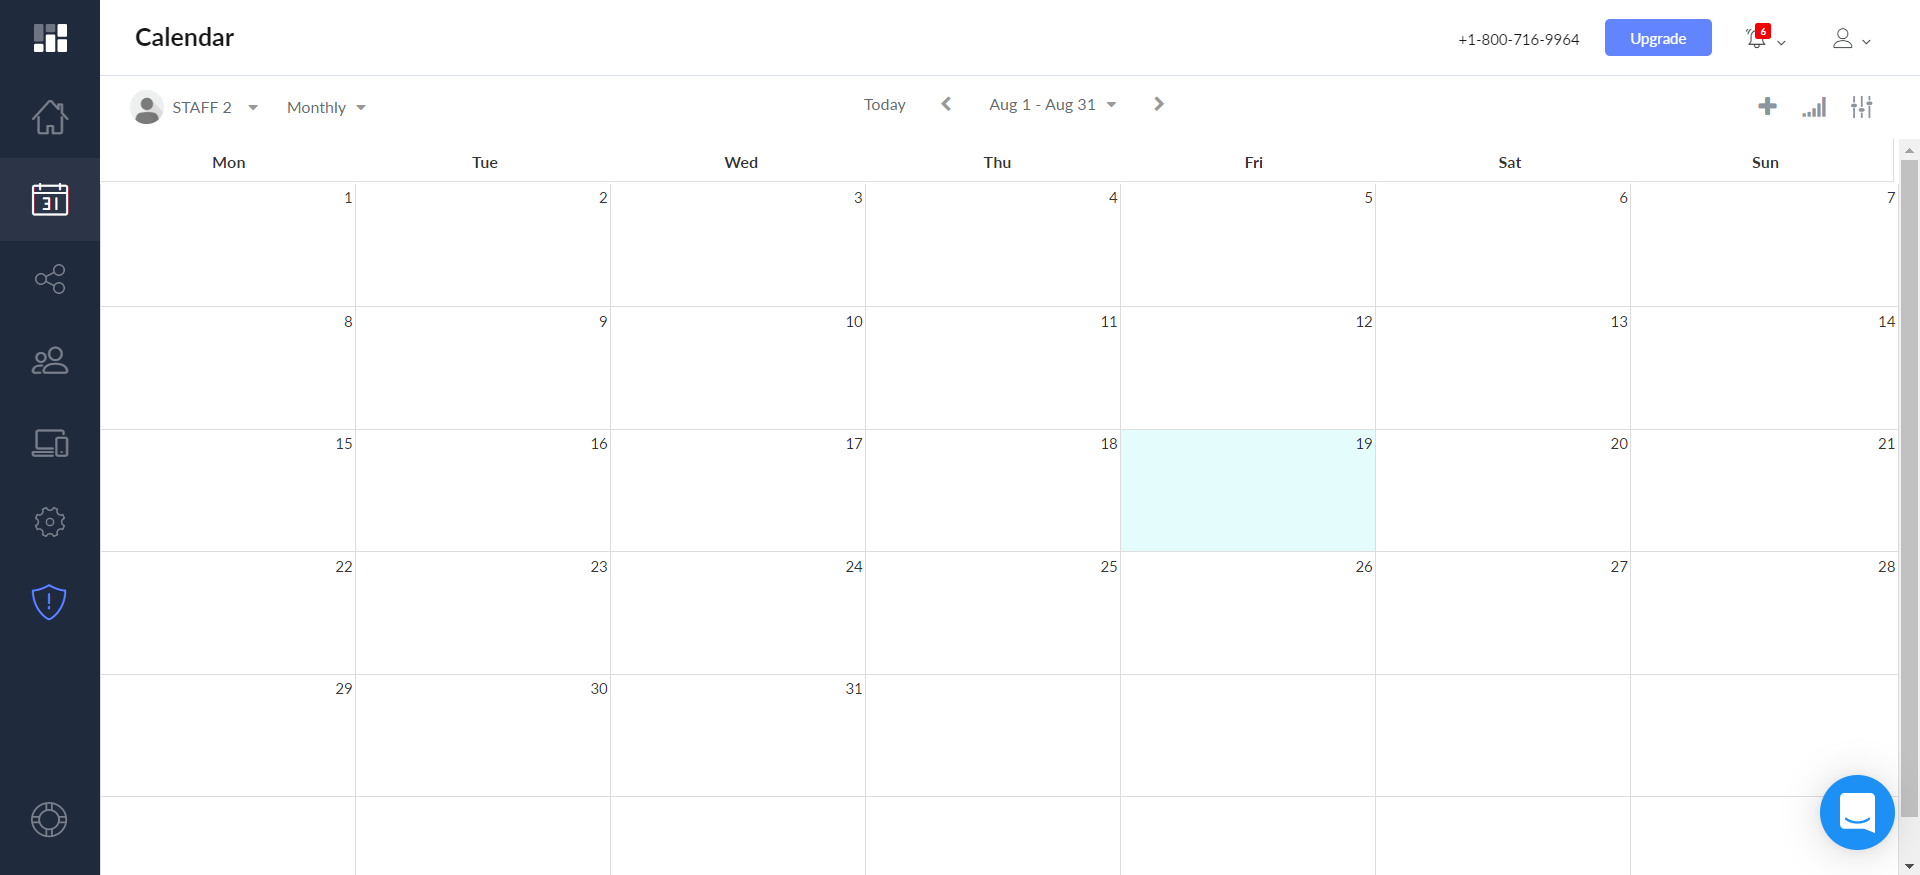 Calendar
+1-800-716-9964
Upgrade
6
STAFF 2
Monthly
Today
Aug 1 - Aug 31
31
Mon Tue Wed Thu Fri Sat Sun
1 2 3 4 5 6 7
8 9 10 11 12 13 14
15 16 17 18 19 20 21
22 23 24 25 26 27 28
29 30 31